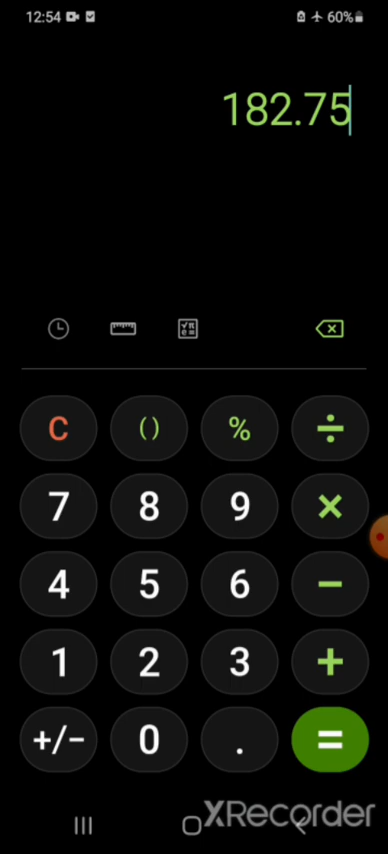 12:54 60%
182.75
C ( ) % ÷
7 8 9 ×
4 5 6 −
1 2 3 +
+/− 0 . =
XRecorder